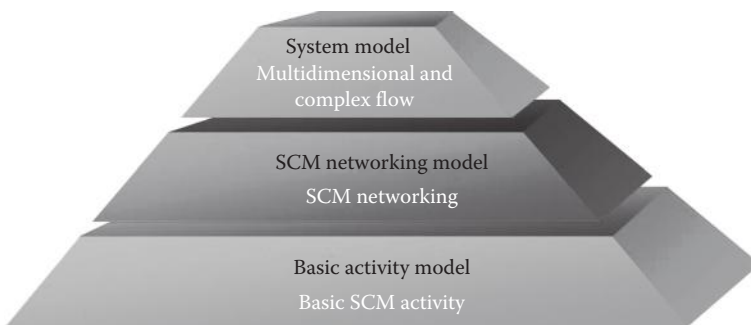 System model
Multidimensional and
complex flow
SCM networking model
SCM networking
Basic activity model
Basic SCM activity